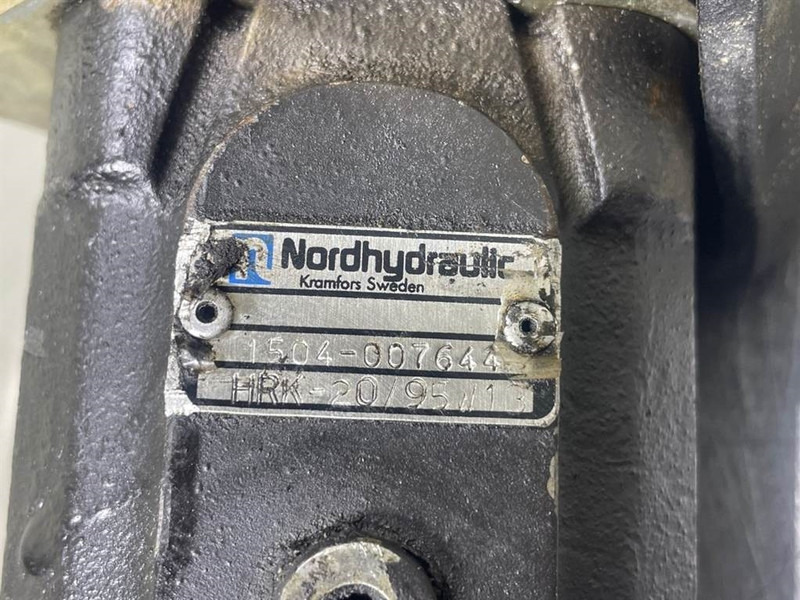 Nordhydraulic
Kramfors Sweden
1504-007644
HRK-20/95